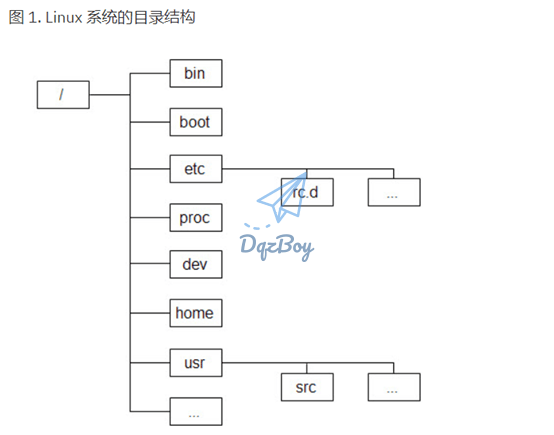 图 1. Linux 系统的目录结构
/
bin
boot
etc
rc.d
...
proc
DqzBoy
dev
home
usr
src
...
...